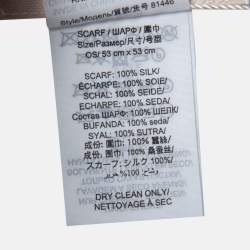 Style/Модель/貨號/货号 81446
SCARF / ШАРФ / 圍巾
Size/Размер/尺寸/号型
OS/ 53 cm x 53 cm
SCARF: 100% SILK/
ÉCHARPE: 100% SOIE/
SCHAL: 100% SEIDE/
ECHARPE: 100% SEDA/
Состав ШАРФ: 100% ШЕЛК/
BUFANDA: 100% seda/
SYAL: 100% SUTRA/
成份: 圍巾: 100% 蠶絲/
成份: 围巾: 100% 桑蚕丝/
スカーフ: シルク 100%/
100%
DRY CLEAN ONLY/
NETTOYAGE À SEC